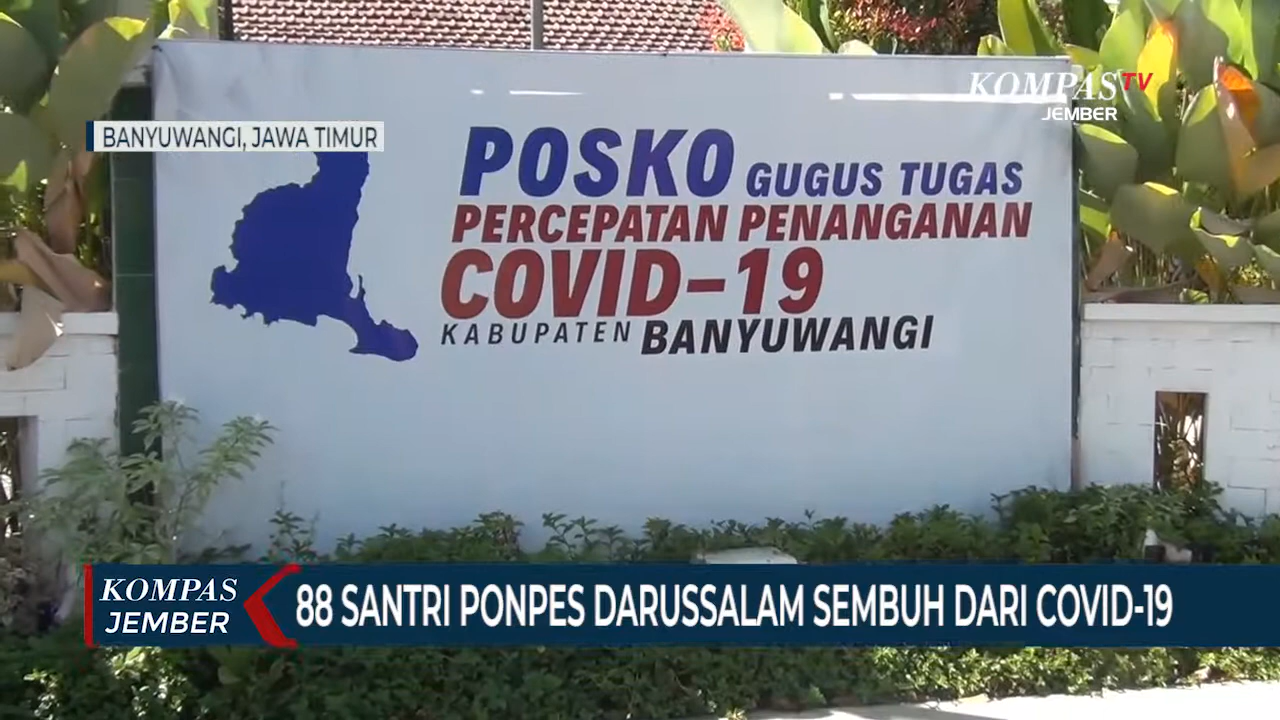 KOMPAS TV
JEMBER
BANYUWANGI, JAWA TIMUR
POSKO GUGUS TUGAS
PERCEPATAN PENANGANAN
COVID-19
KABUPATEN BANYUWANGI
KOMPAS
JEMBER
88 SANTRI PONPES DARUSSALAM SEMBUH DARI COVID-19